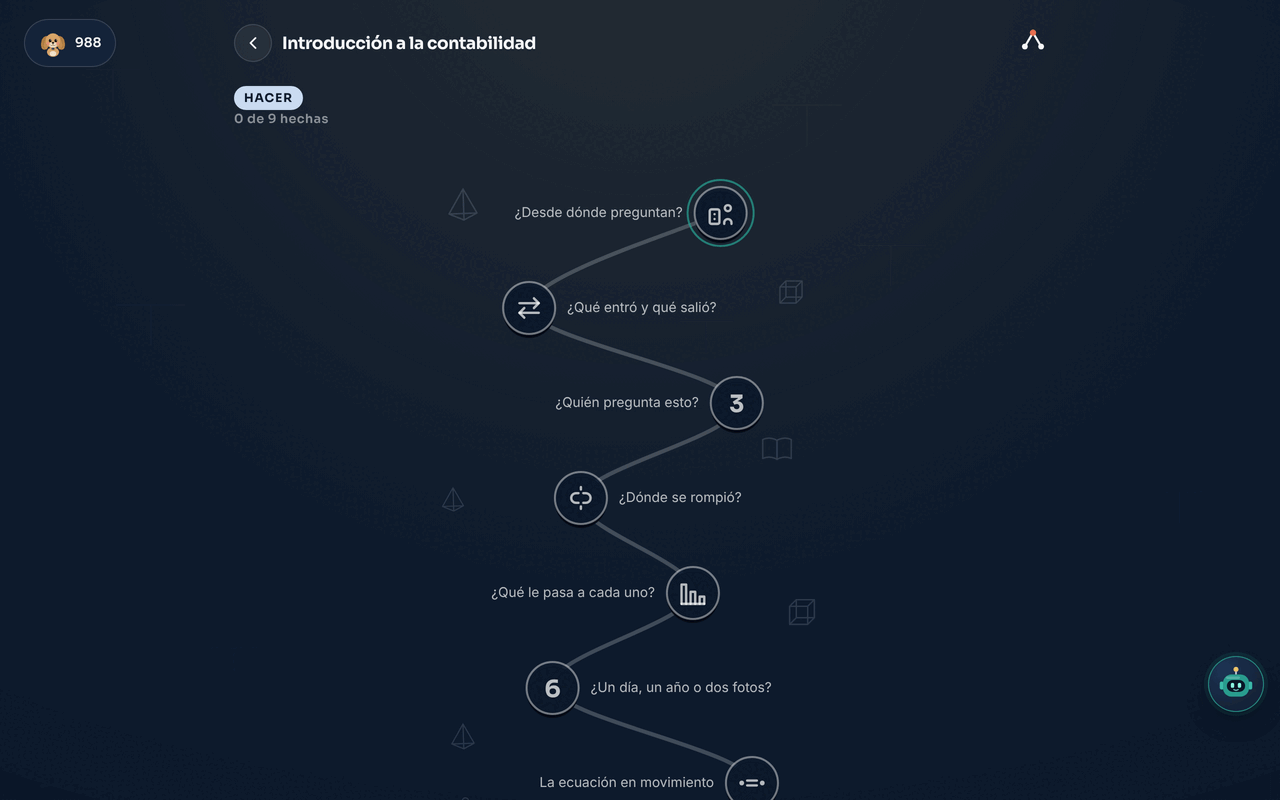 988
Introducción a la contabilidad
HACER
0 de 9 hechas
¿Desde dónde preguntan?
¿Qué entró y qué salió?
¿Quién pregunta esto?
3
¿Dónde se rompió?
¿Qué le pasa a cada uno?
6
¿Un día, un año o dos fotos?
La ecuación en movimiento